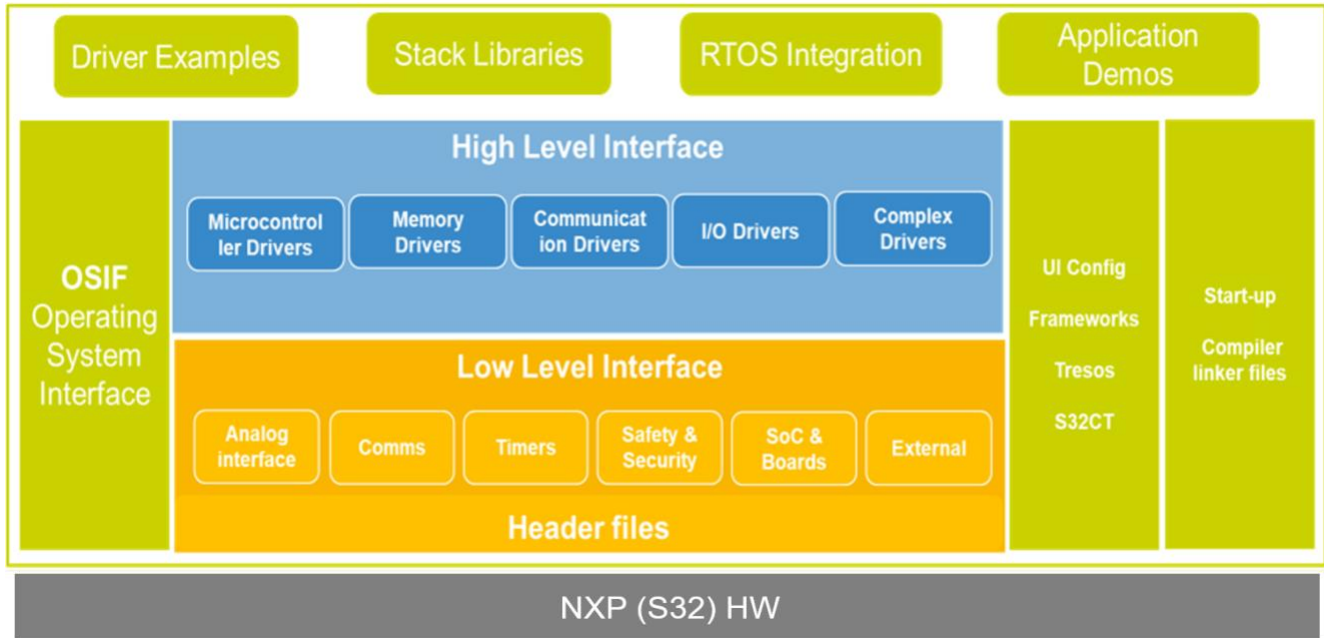 Driver Examples
Stack Libraries
RTOS Integration
Application
Demos
OSIF
Operating
System
Interface
High Level Interface
Microcontrol
ler Drivers
Memory
Drivers
Communicat
ion Drivers
I/O Drivers
Complex
Drivers
Low Level Interface
Analog
interface
Comms
Timers
Safety &
Security
SoC &
Boards
External
Header files
UI Config
Frameworks
Tresos
S32CT
Start-up
Compiler
linker files
NXP (S32) HW